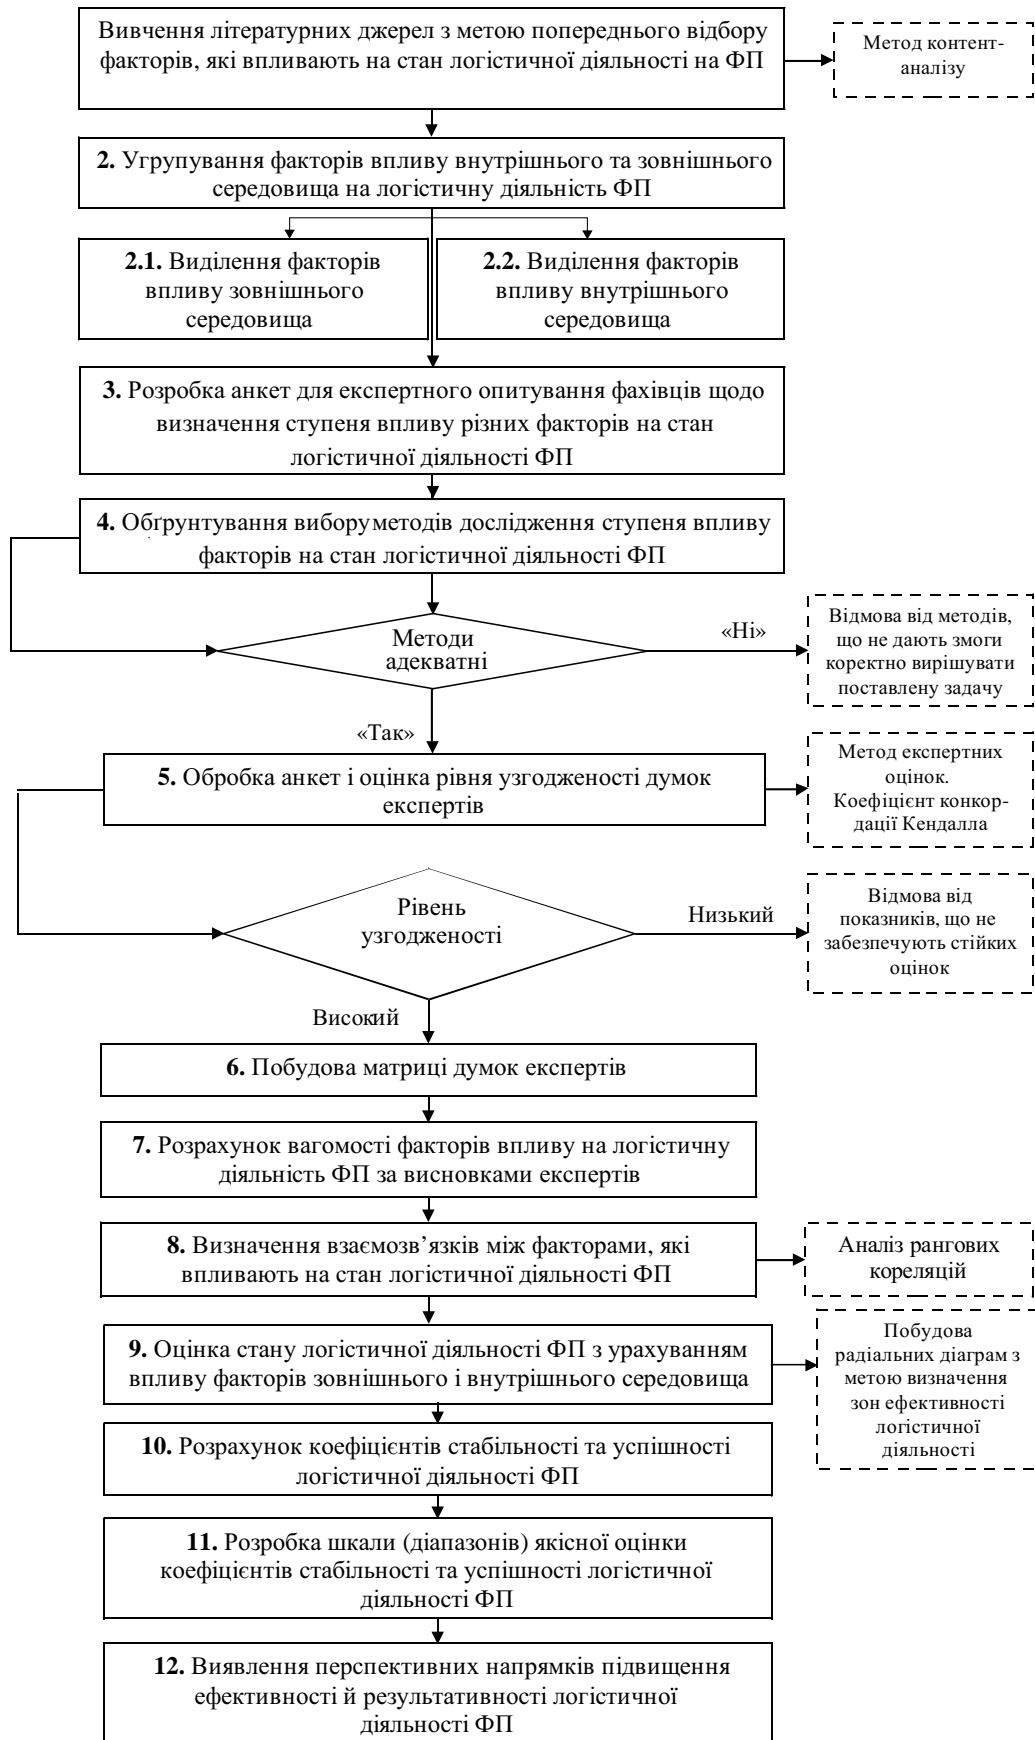 Вивчення літературних джерел з метою попереднього відбору
факторів, які впливають на стан логістичної діяльності на ФП
Метод контент-
аналізу
2. Угрупування факторів впливу внутрішнього та зовнішнього
середовища на логістичну діяльність ФП
2.1. Виділення факторів
впливу зовнішнього
середовища
2.2. Виділення факторів
впливу внутрішнього
середовища
3. Розробка анкет для експертного опитування фахівців щодо
визначення ступеня впливу різних факторів на стан
логістичної діяльності ФП
4. Обґрунтування вибору методів дослідження ступеня впливу
факторів на стан логістичної діяльності ФП
Методи
адекватні
«Ні»
Відмова від методів,
що не дають змоги
коректно вирішувати
поставлену задачу
«Так»
5. Обробка анкет і оцінка рівня узгодженості думок
експертів
Метод експертних
оцінок.
Коефіцієнт конкор-
дації Кендалла
Рівень
узгодженості
Низький
Відмова від
показників, що не
забезпечують стійких
оцінок
Високий
6. Побудова матриці думок експертів
7. Розрахунок вагомості факторів впливу на логістичну
діяльність ФП за висновками експертів
8. Визначення взаємозв'язків між факторами, які
впливають на стан логістичної діяльності ФП
Аналіз рангових
кореляцій
9. Оцінка стану логістичної діяльності ФП з урахуванням
впливу факторів зовнішнього і внутрішнього середовища
Побудова
радіальних діаграм з
метою визначення
зон ефективності
логістичної
діяльності
10. Розрахунок коефіцієнтів стабільності та успішності
логістичної діяльності ФП
11. Розробка шкали (діапазонів) якісної оцінки
коефіцієнтів стабільності та успішності логістичної
діяльності ФП
12. Виявлення перспективних напрямків підвищення
ефективності й результативності логістичної
діяльності ФП